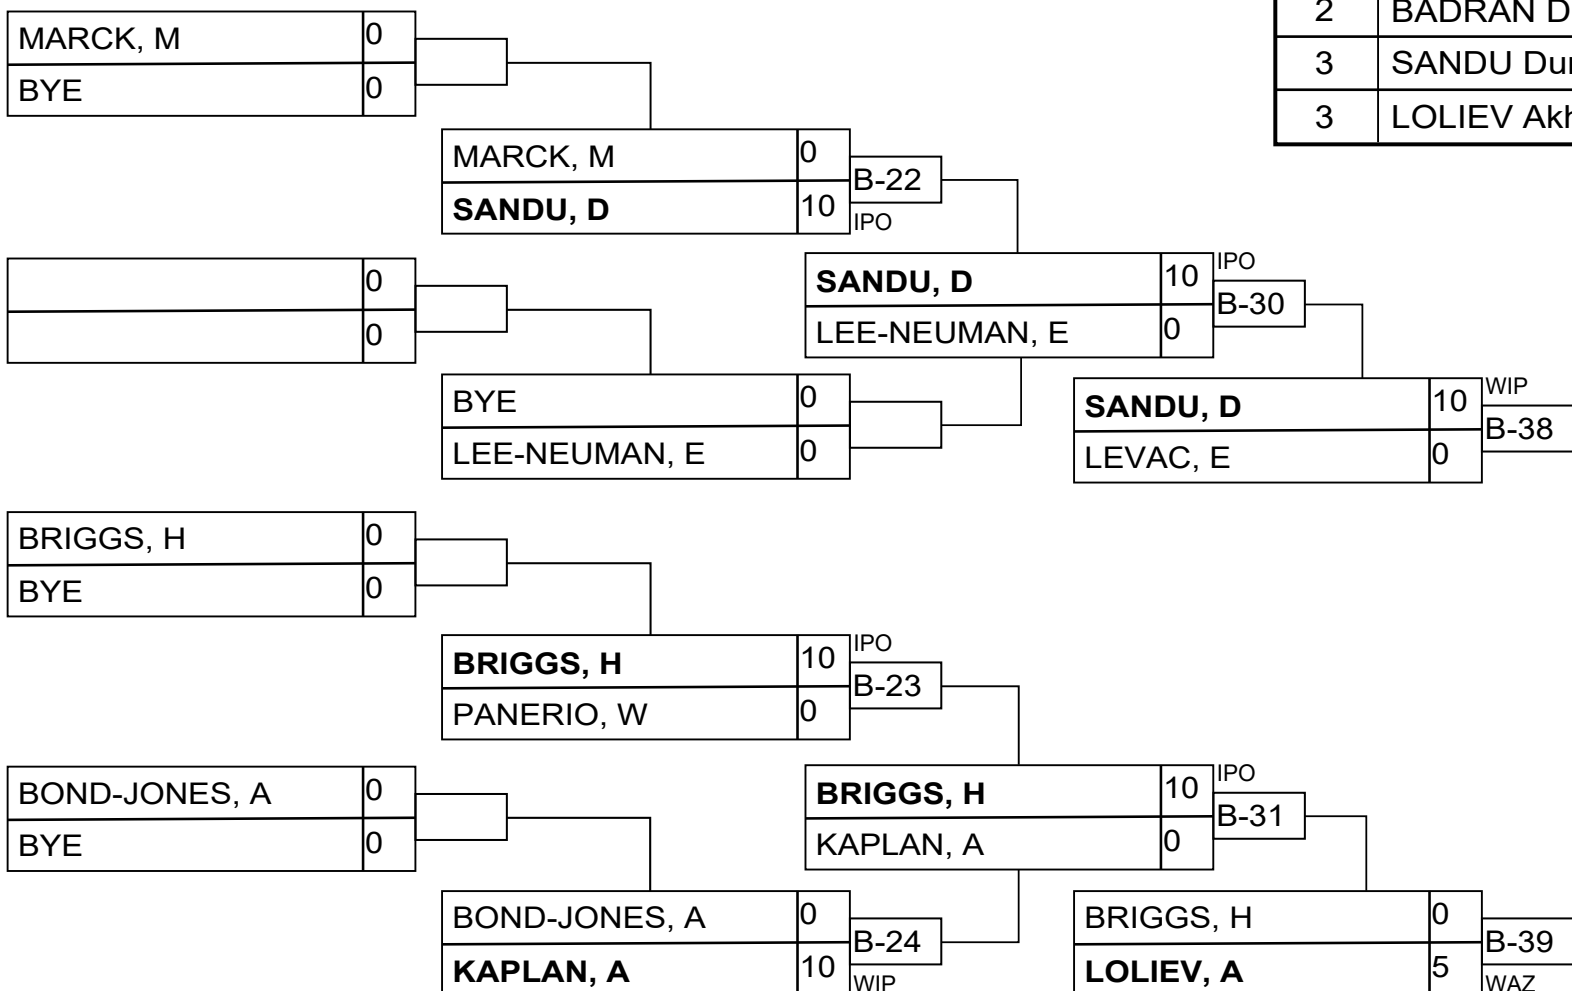 MARCK, M 0
BYE 0
MARCK, M 0
SANDU, D 10
B-22
IPO
0
0
BYE 0
LEE-NEUMAN, E 0
SANDU, D 10
LEE-NEUMAN, E 0
IPO
B-30
SANDU, D 10
LEVAC, E 0
WIP
B-38
BRIGGS, H 0
BYE 0
BRIGGS, H 10
PANERIO, W 0
IPO
B-23
BOND-JONES, A 0
BYE 0
BOND-JONES, A 0
KAPLAN, A 10
B-24
WIP
BRIGGS, H 10
KAPLAN, A 0
IPO
B-31
BRIGGS, H 0
LOLIEV, A 5
B-39
WAZ
2 BADRAN
3 SANDU
3 LOLIEV